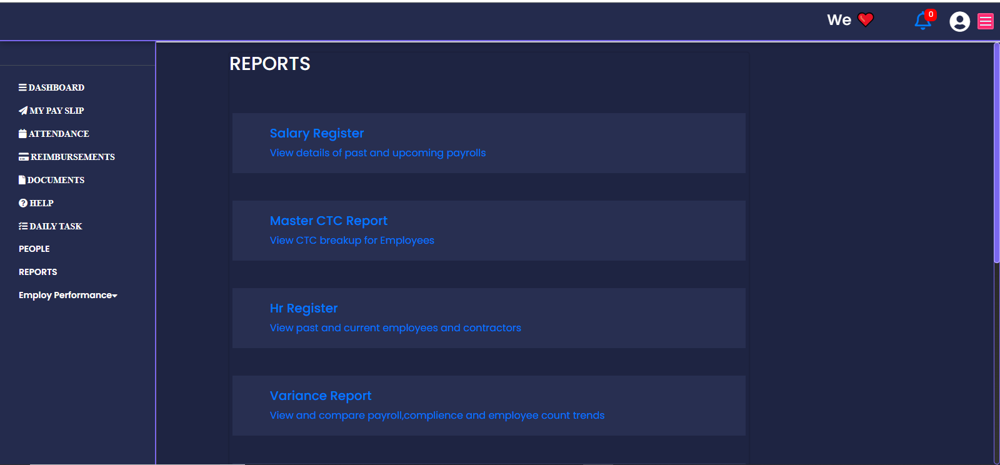 We
0
REPORTS
DASHBOARD
MY PAY SLIP
ATTENDANCE
REIMBURSEMENTS
DOCUMENTS
HELP
DAILY TASK
PEOPLE
REPORTS
Employ Performance
Salary Register
View details of past and upcoming payrolls
Master CTC Report
View CTC breakup for Employees
Hr Register
View past and current employees and contractors
Variance Report
View and compare payroll,complience and employee count trends